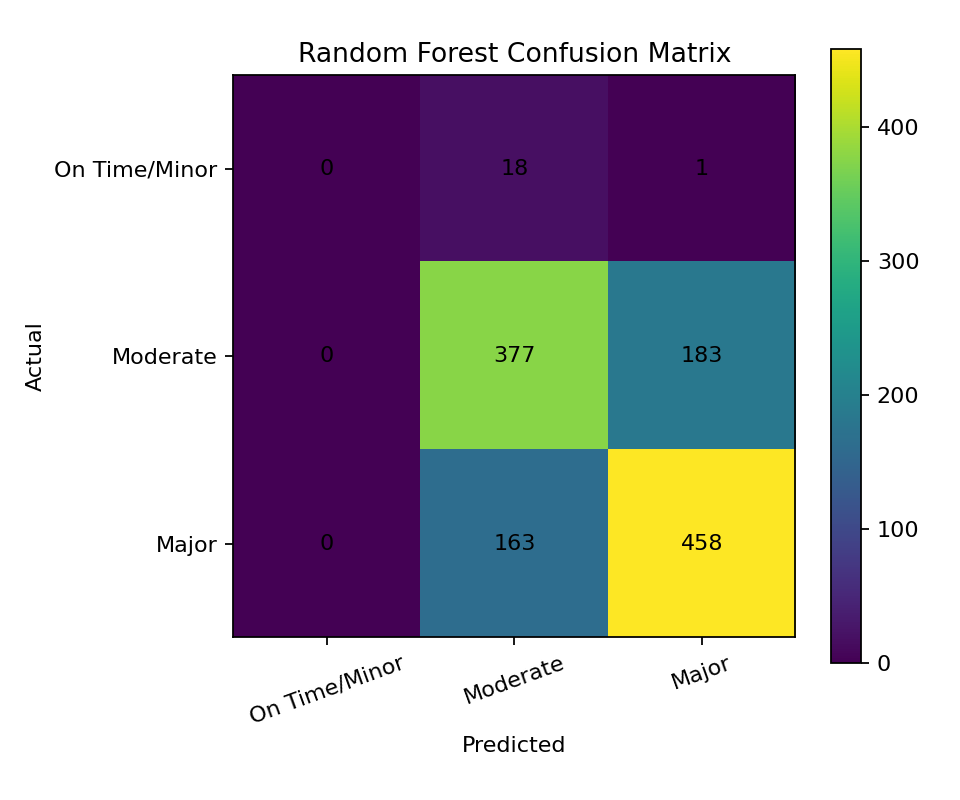 Random Forest Confusion Matrix
On Time/Minor
0
18
1
Moderate
0
377
183
Major
0
163
458
Actual
On Time/Minor
Moderate
Major
Predicted
400
300
200
100
0